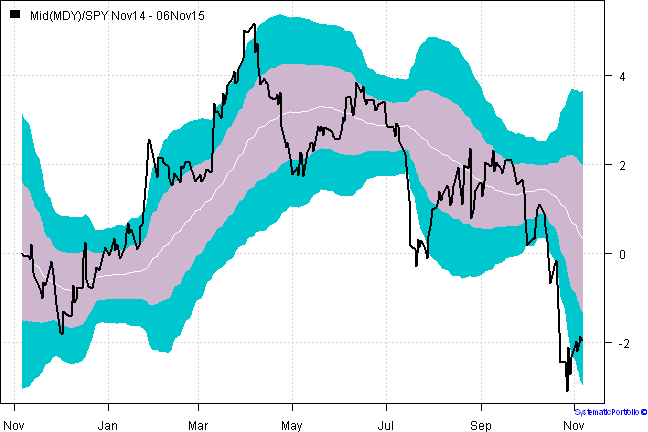 Mid(MDY)/SPY Nov14 - 06Nov15
4
2
0
-2
SystematicPortfolio ©
Nov Jan Mar May Jul Sep Nov